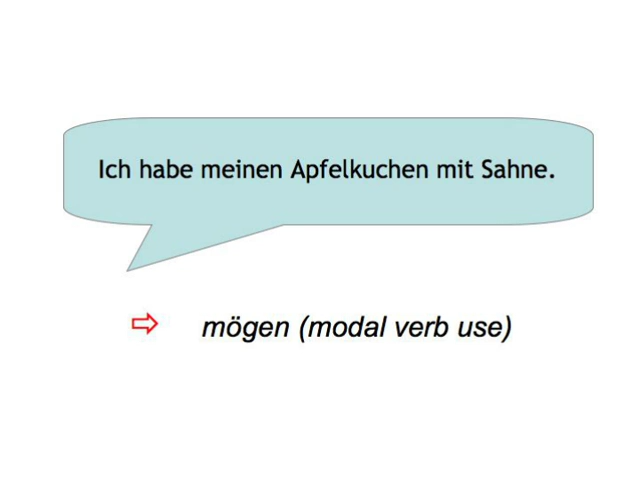 Ich habe meinen Apfelkuchen mit Sahne.
⇨ mögen (modal verb use)